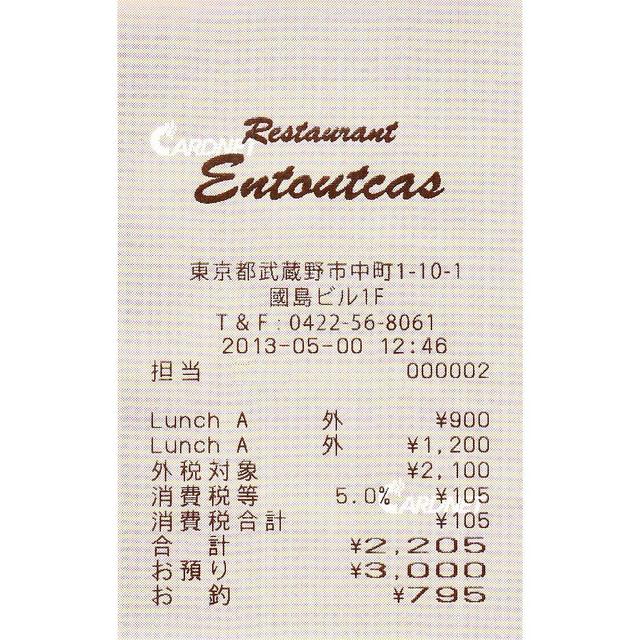 CARDNET
Restaurant
Entoutcas
東京都武蔵野市中町1-10-1
國島ビル1F
T & F : 0422-56-8061
2013-05-00 12:46
担当 000002
Lunch A 外 ¥900
Lunch A 外 ¥1,200
外税対象 ¥2,100
消費税等 5.0% ¥105
CARDNET
消費税合計 ¥105
合 計 ¥2,205
お預り ¥3,000
お 釣 ¥795